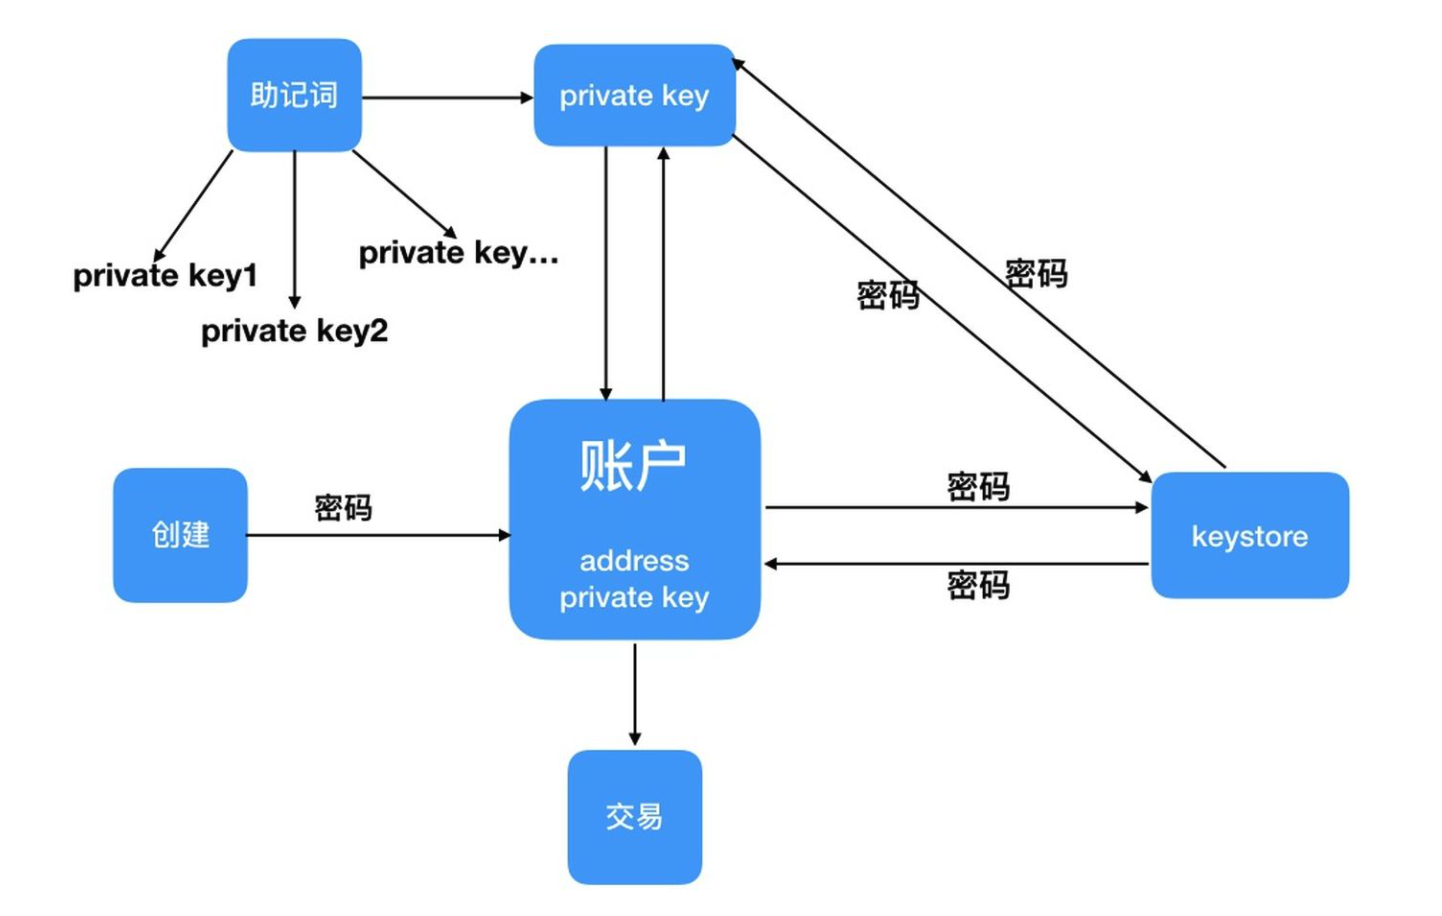 助记词
private key
private key1
private key2
private key...
密码
密码
账户
address
private key
创建
密码
密码
密码
keystore
交易